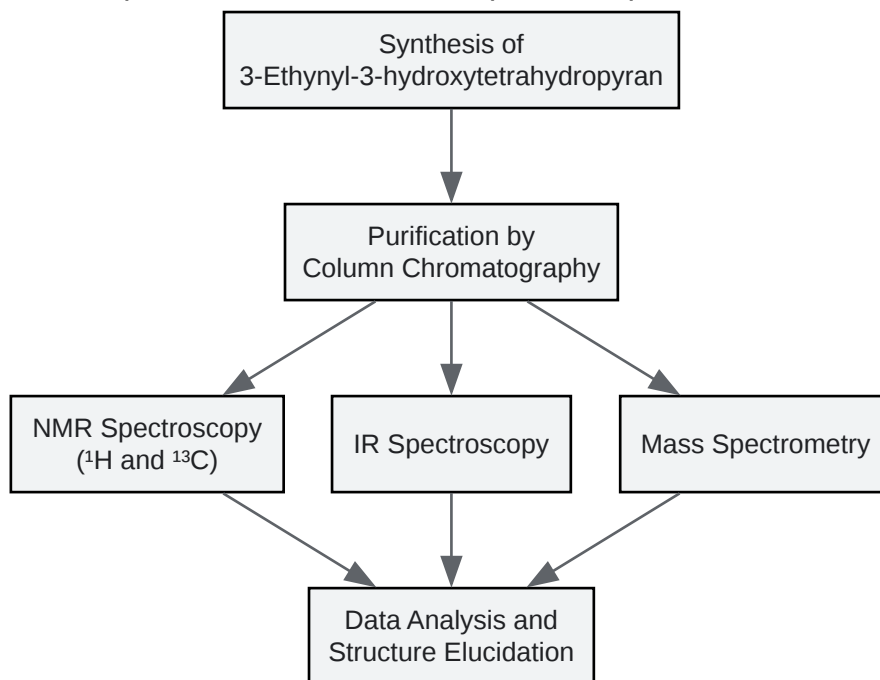 Synthesis of
3-Ethynyl-3-hydroxytetrahydropyran
Purification by
Column Chromatography
NMR Spectroscopy
(¹H and ¹³C)
IR Spectroscopy
Mass Spectrometry
Data Analysis and
Structure Elucidation